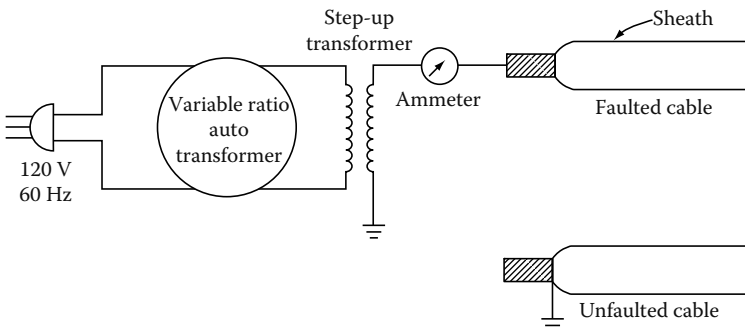 Step-up
transformer
Sheath
Variable ratio
auto
transformer
Ammeter
Faulted cable
120 V
60 Hz
Unfaulted cable